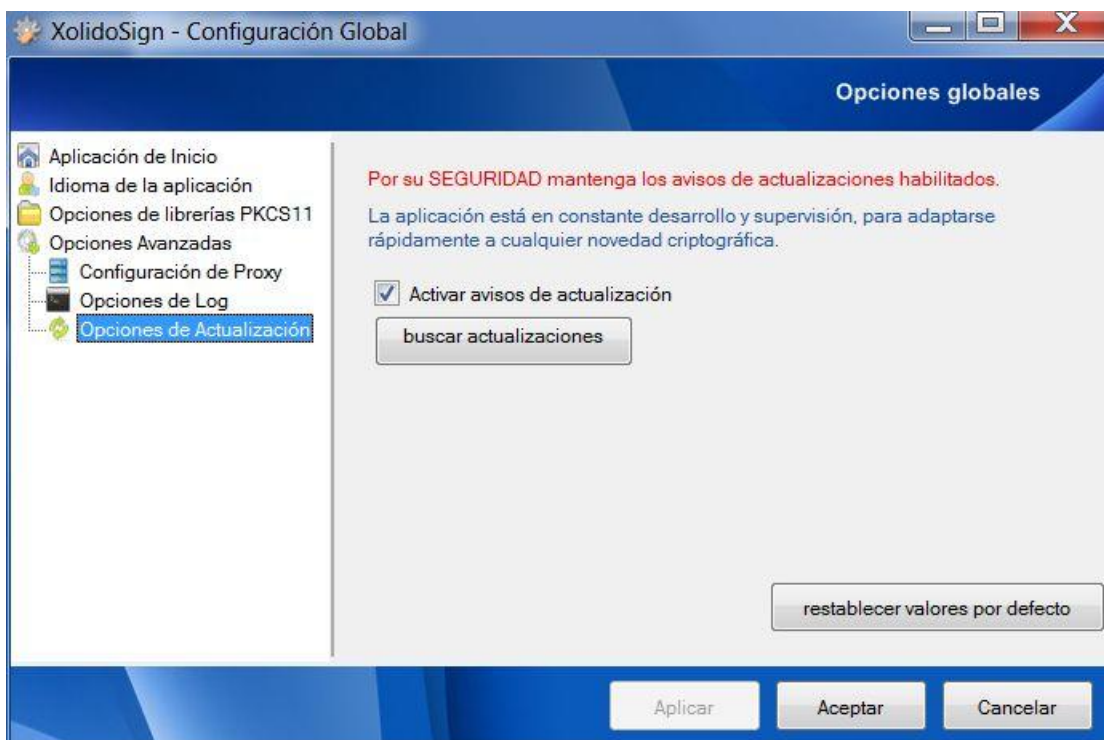 XolidoSign - Configuración Global
Opciones globales
Aplicación de Inicio
Idioma de la aplicación
Opciones de librerías PKCS11
Opciones Avanzadas
Configuración de Proxy
Opciones de Log
Opciones de Actualización
Por su SEGURIDAD mantenga los avisos de actualizaciones habilitados.
La aplicación está en constante desarrollo y supervisión, para adaptarse
rápidamente a cualquier novedad criptográfica.
Activar avisos de actualización
buscar actualizaciones
restablecer valores por defecto
Aplicar
Aceptar
Cancelar